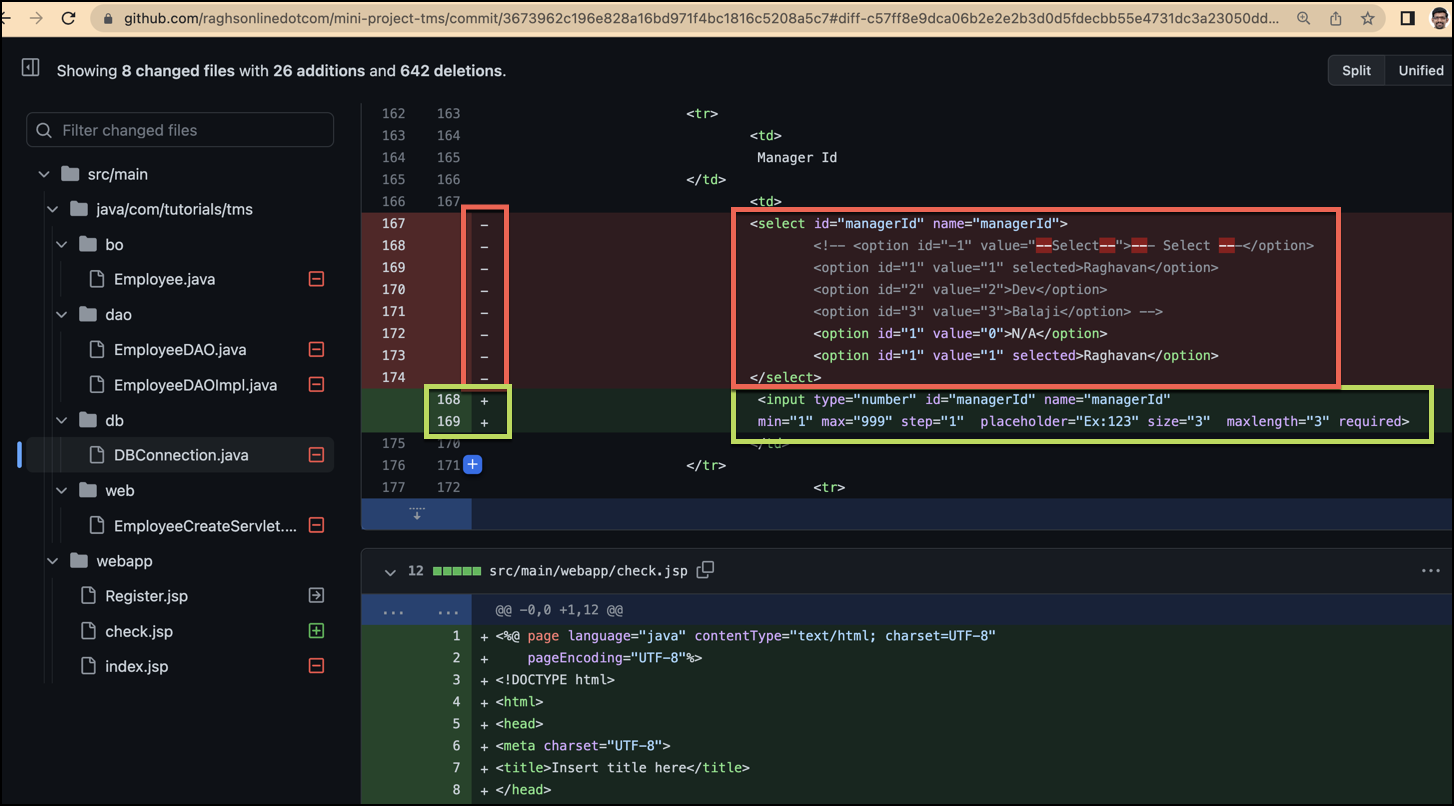 github.com/raghsonlinedotcom/mini-project-tms/commit/3673962c196e828a16bd971f4bc1816c5208a5c7#diff-c57ff8e9dca06b2e2e2b3d0d5fdecbb55e4731dc3a23050dd...
Showing 8 changed files with 26 additions and 642 deletions.
Split Unified
Filter changed files
src/main
java/com/tutorials/tms
bo
Employee.java
dao
EmployeeDAO.java
EmployeeDAOImpl.java
db
DBConnection.java
web
EmployeeCreateServlet....
webapp
Register.jsp
check.jsp
index.jsp
162 163 <tr>
163 164 <td>
164 165 Manager Id
165 166 </td>
166 167 <td>
167 - <select id="managerId" name="managerId">
168 - <!-- <option id="-1" value="--Select--">--- Select ---</option>
169 - <option id="1" value="1" selected>Raghavan</option>
170 - <option id="2" value="2">Dev</option>
171 - <option id="3" value="3">Balaji</option> -->
172 - <option id="1" value="0">N/A</option>
173 - <option id="1" value="1" selected>Raghavan</option>
174 - </select>
168 + <input type="number" id="managerId" name="managerId"
169 + min="1" max="999" step="1" placeholder="Ex:123" size="3" maxlength="3" required>
175 170 </td>
176 171 + </tr>
177 172 <tr>
12 src/main/webapp/check.jsp ...
... ... @@ -0,0 +1,12 @@
1 + <%@ page language="java" contentType="text/html; charset=UTF-8"
2 + pageEncoding="UTF-8"%>
3 + <!DOCTYPE html>
4 + <html>
5 + <head>
6 + <meta charset="UTF-8">
7 + <title>Insert title here</title>
8 + </head>